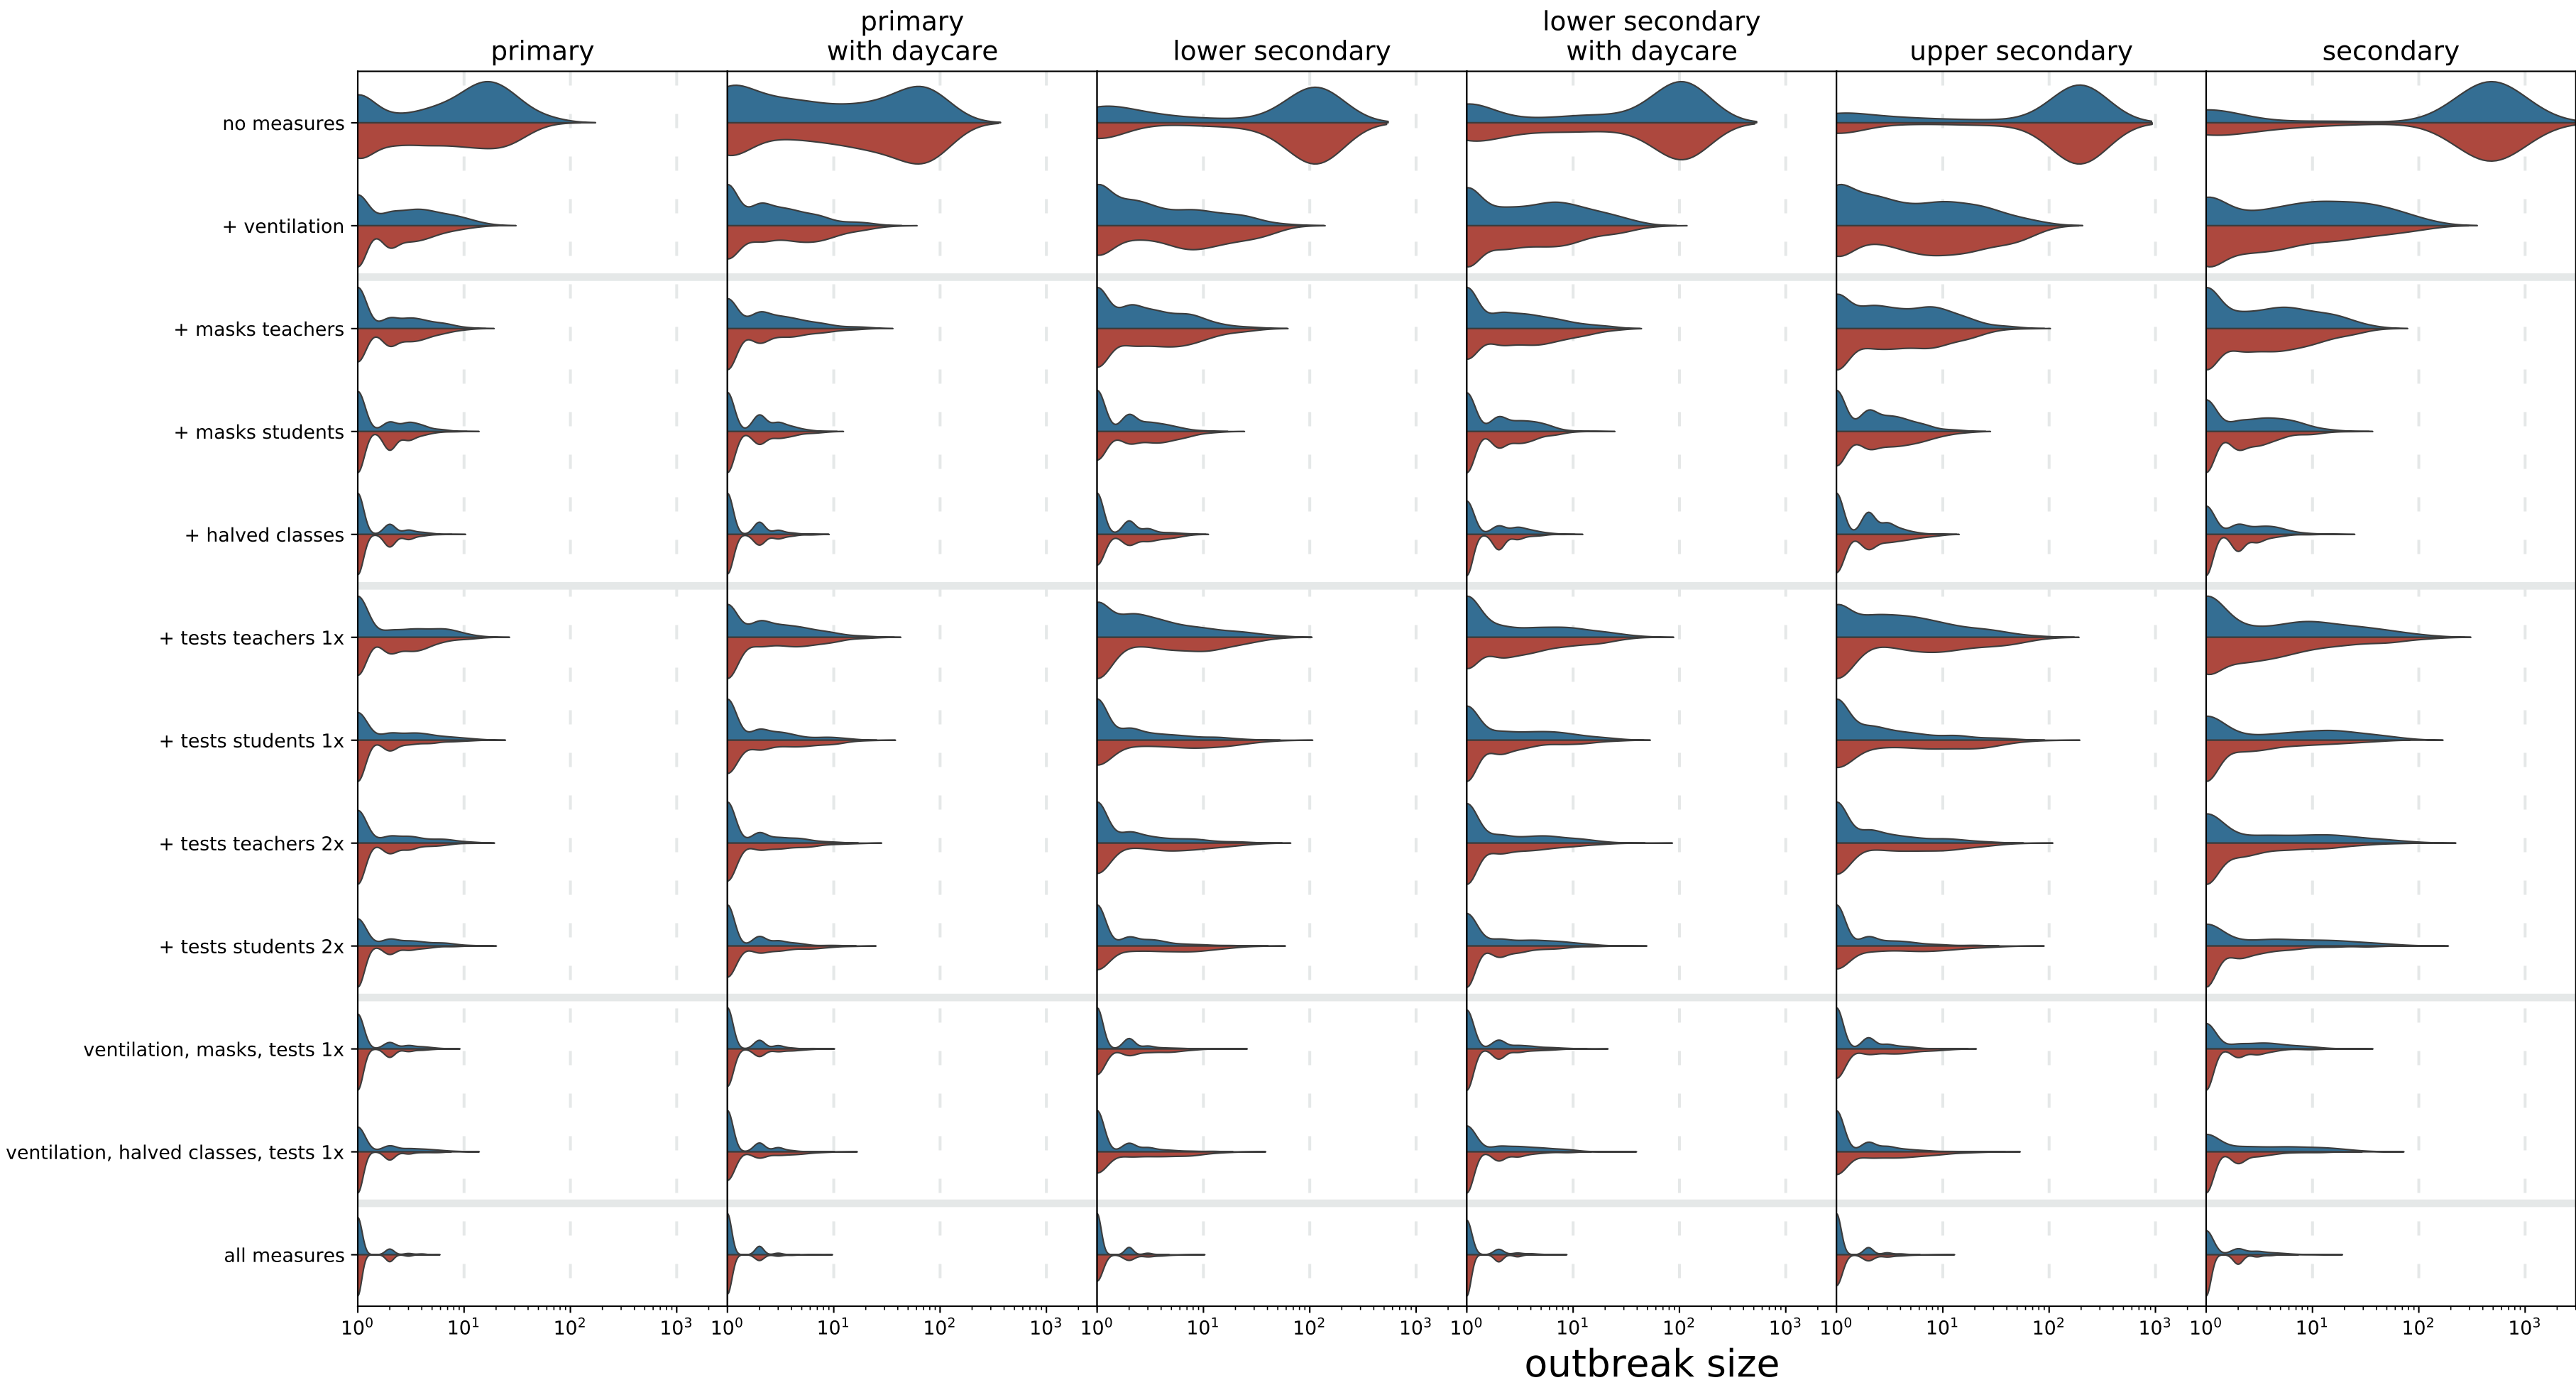 primary
primary
with daycare
lower secondary
lower secondary
with daycare
upper secondary
secondary
no measures
+ ventilation
+ masks teachers
+ masks students
+ halved classes
+ tests teachers 1x
+ tests students 1x
+ tests teachers 2x
+ tests students 2x
ventilation, masks, tests 1x
ventilation, halved classes, tests 1x
all measures
10⁰ 10¹ 10² 10³ 10⁰ 10¹ 10² 10³ 10⁰ 10¹ 10² 10³ 10⁰ 10¹ 10² 10³ 10⁰ 10¹ 10² 10³ 10⁰ 10¹ 10² 10³
outbreak size